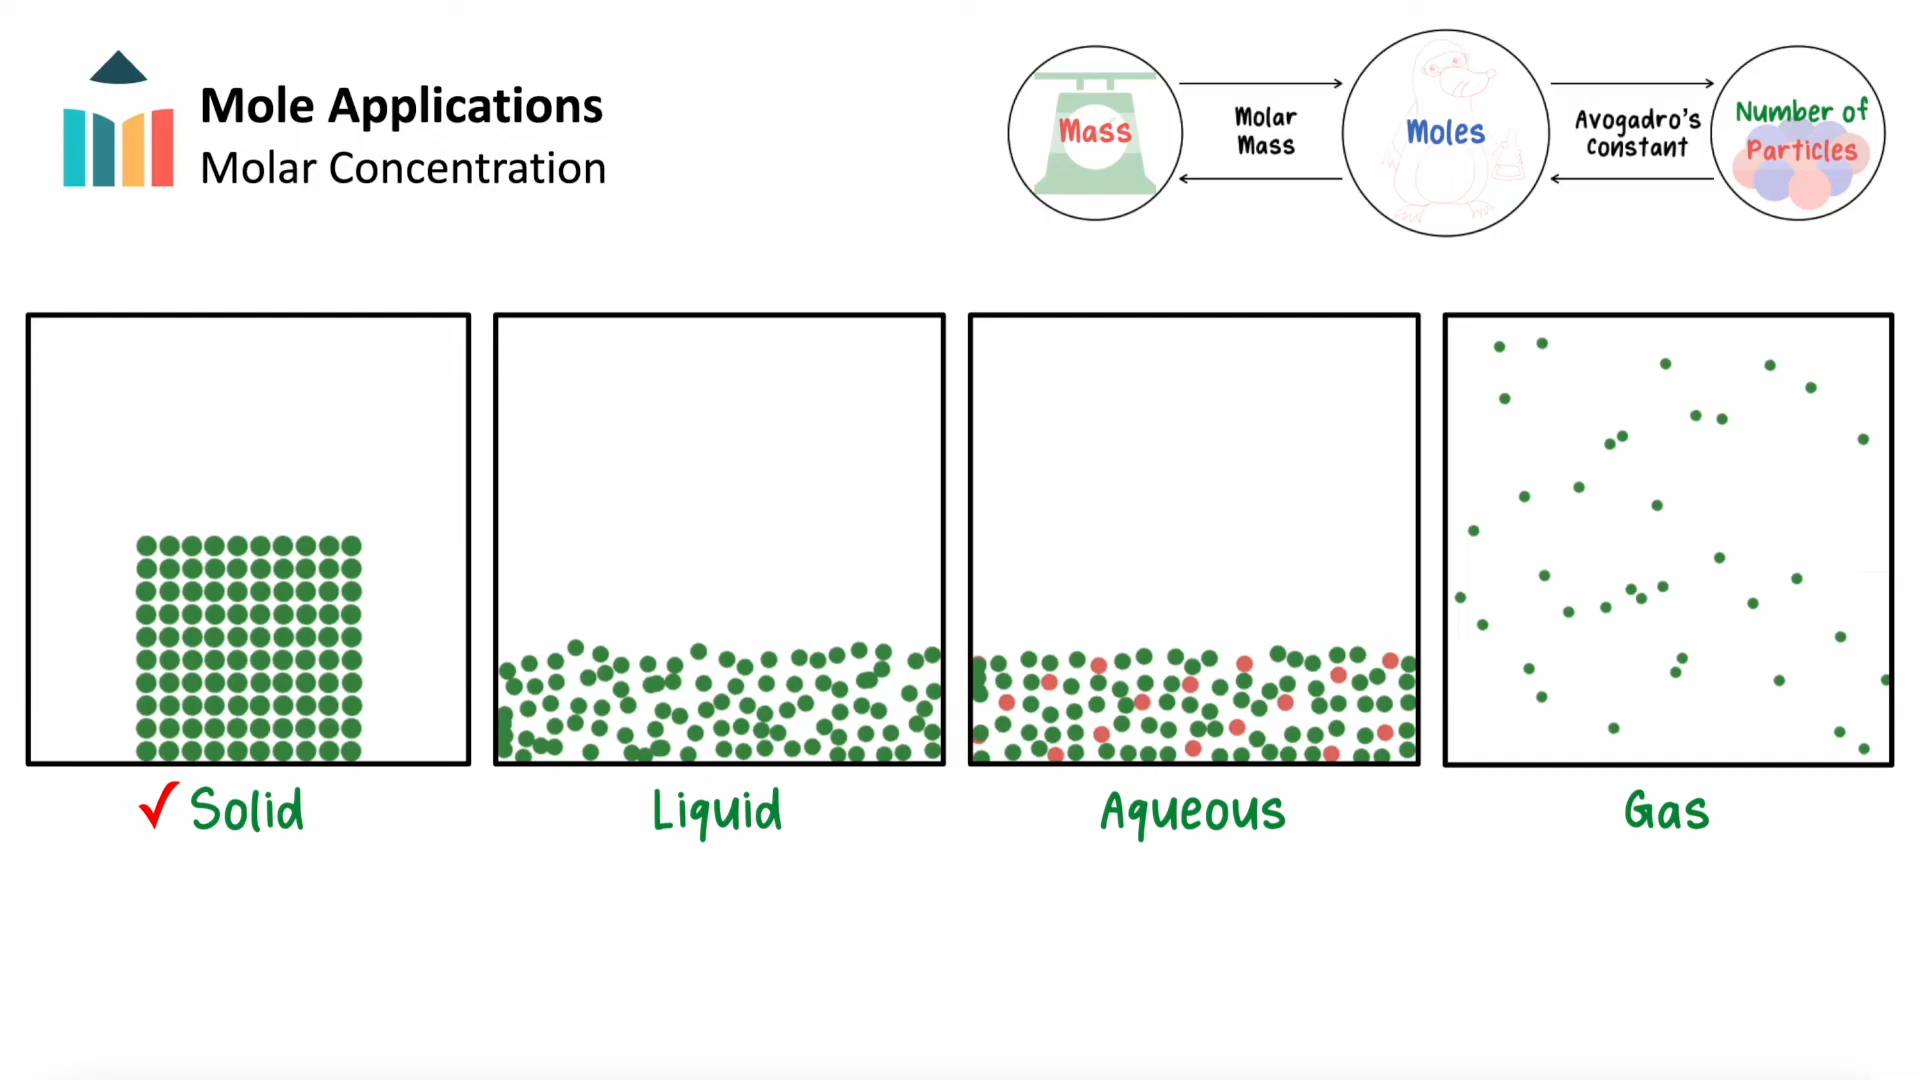 Mole Applications
Molar Concentration
Mass
Molar
Mass
Moles
Avogadro's
Constant
Number of
Particles
✓ Solid
Liquid
Aqueous
Gas